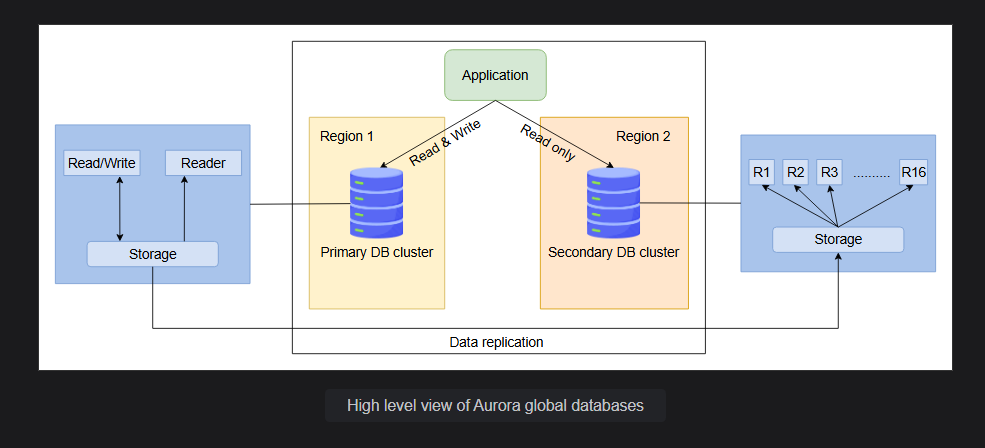 Application
Region 1
Read & Write
Read only
Region 2
Read/Write
Reader
Storage
Primary DB cluster
Secondary DB cluster
R1
R2
R3
..........
R16
Storage
Data replication
High level view of Aurora global databases